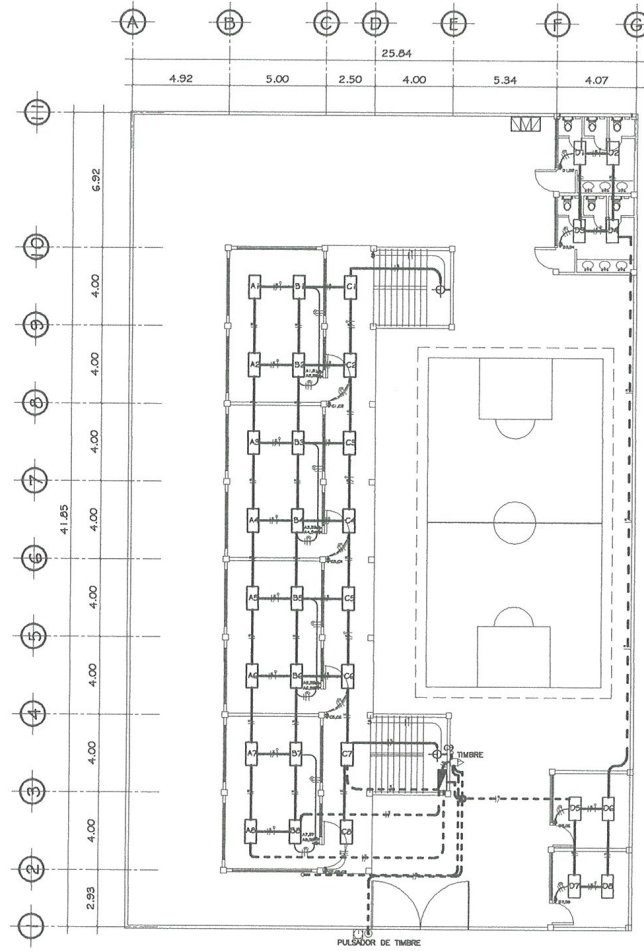 A B C D E F G
25.84
4.92 5.00 2.50 4.00 5.34 4.07
11
10
9
8
7
6
5
4
3
2
1
6.92
4.00
4.00
4.00
4.00
4.00
4.00
4.00
4.00
2.93
41.85
D1 D2
D3 D4
A1 B1 C1
A2 B2 C2
A3 B3 C3
A4 B4 C4
A5 B5 C5
A6 B6 C6
A7 B7 C7
C9
TIMBRE
A8 B8 C8
D5 D6
D7 D8
PULSADOR DE TIMBRE